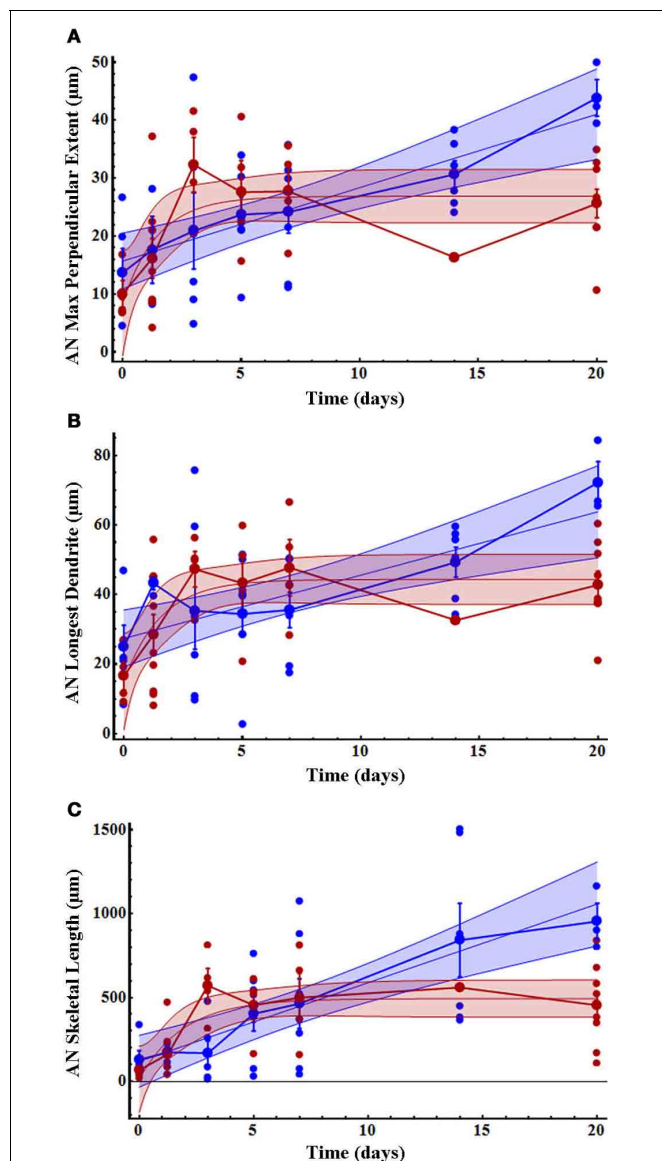 A
50
40
30
20
10
0
AN Max Perpendicular Extent (µm)
0 5 10 15 20
Time (days)
B
80
60
40
20
0
AN Longest Dendrite (µm)
0 5 10 15 20
Time (days)
C
1500
1000
500
0
AN Skeletal Length (µm)
0 5 10 15 20
Time (days)